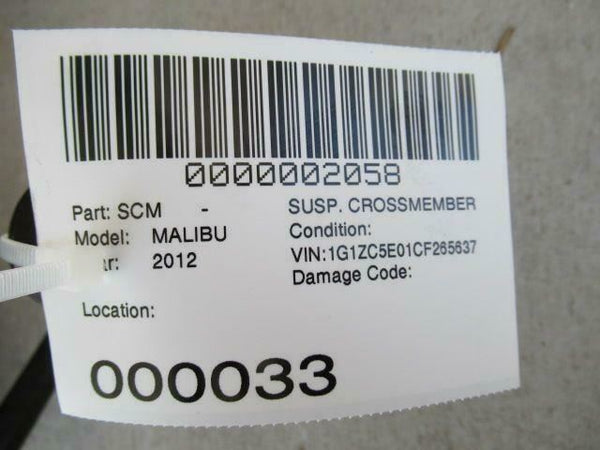 0000002058
Part: SCM - SUSP. CROSSMEMBER
Model: MALIBU Condition:
ar: 2012 VIN:1G1ZC5E01CF265637
Damage Code:
Location:
000033